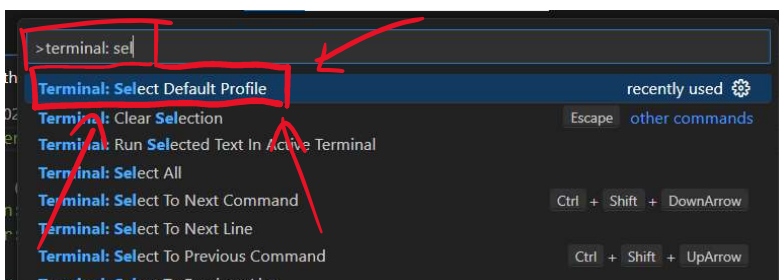 >terminal: sel
Terminal: Select Default Profile recently used
Terminal: Clear Selection Escape other commands
Terminal: Run Selected Text In Active Terminal
Terminal: Select All
Terminal: Select To Next Command Ctrl + Shift + DownArrow
Terminal: Select To Next Line
Terminal: Select To Previous Command Ctrl + Shift + UpArrow